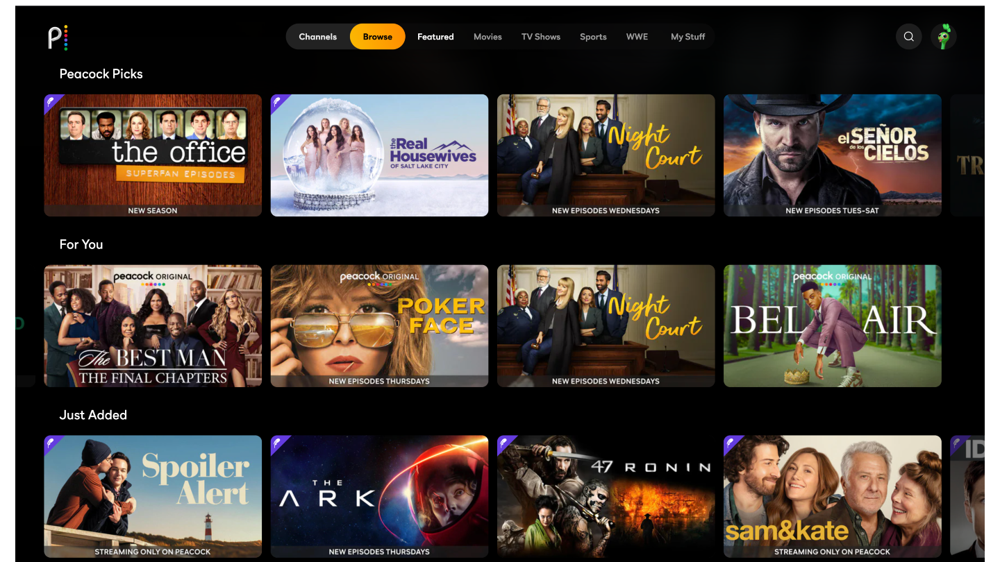 P
Channels Browse Featured Movies TV Shows Sports WWE My Stuff
Peacock Picks
the office
SUPERFAN EPISODES
NEW SEASON
the Real
Housewives
OF SALT LAKE CITY
Night
Court
NEW EPISODES WEDNESDAYS
el SEÑOR
de los
CIELOS
NEW EPISODES TUES-SAT
TR
For You
peacock ORIGINAL
The BEST MAN
THE FINAL CHAPTERS
peacock ORIGINAL
POKER
FACE
NEW EPISODES THURSDAYS
Night
Court
NEW EPISODES WEDNESDAYS
peacock ORIGINAL
BEL AIR
D
Just Added
Spoiler
Alert
STREAMING ONLY ON PEACOCK
THE
ARK
NEW EPISODES THURSDAYS
47 RONIN
sam&kate
STREAMING ONLY ON PEACOCK
ID